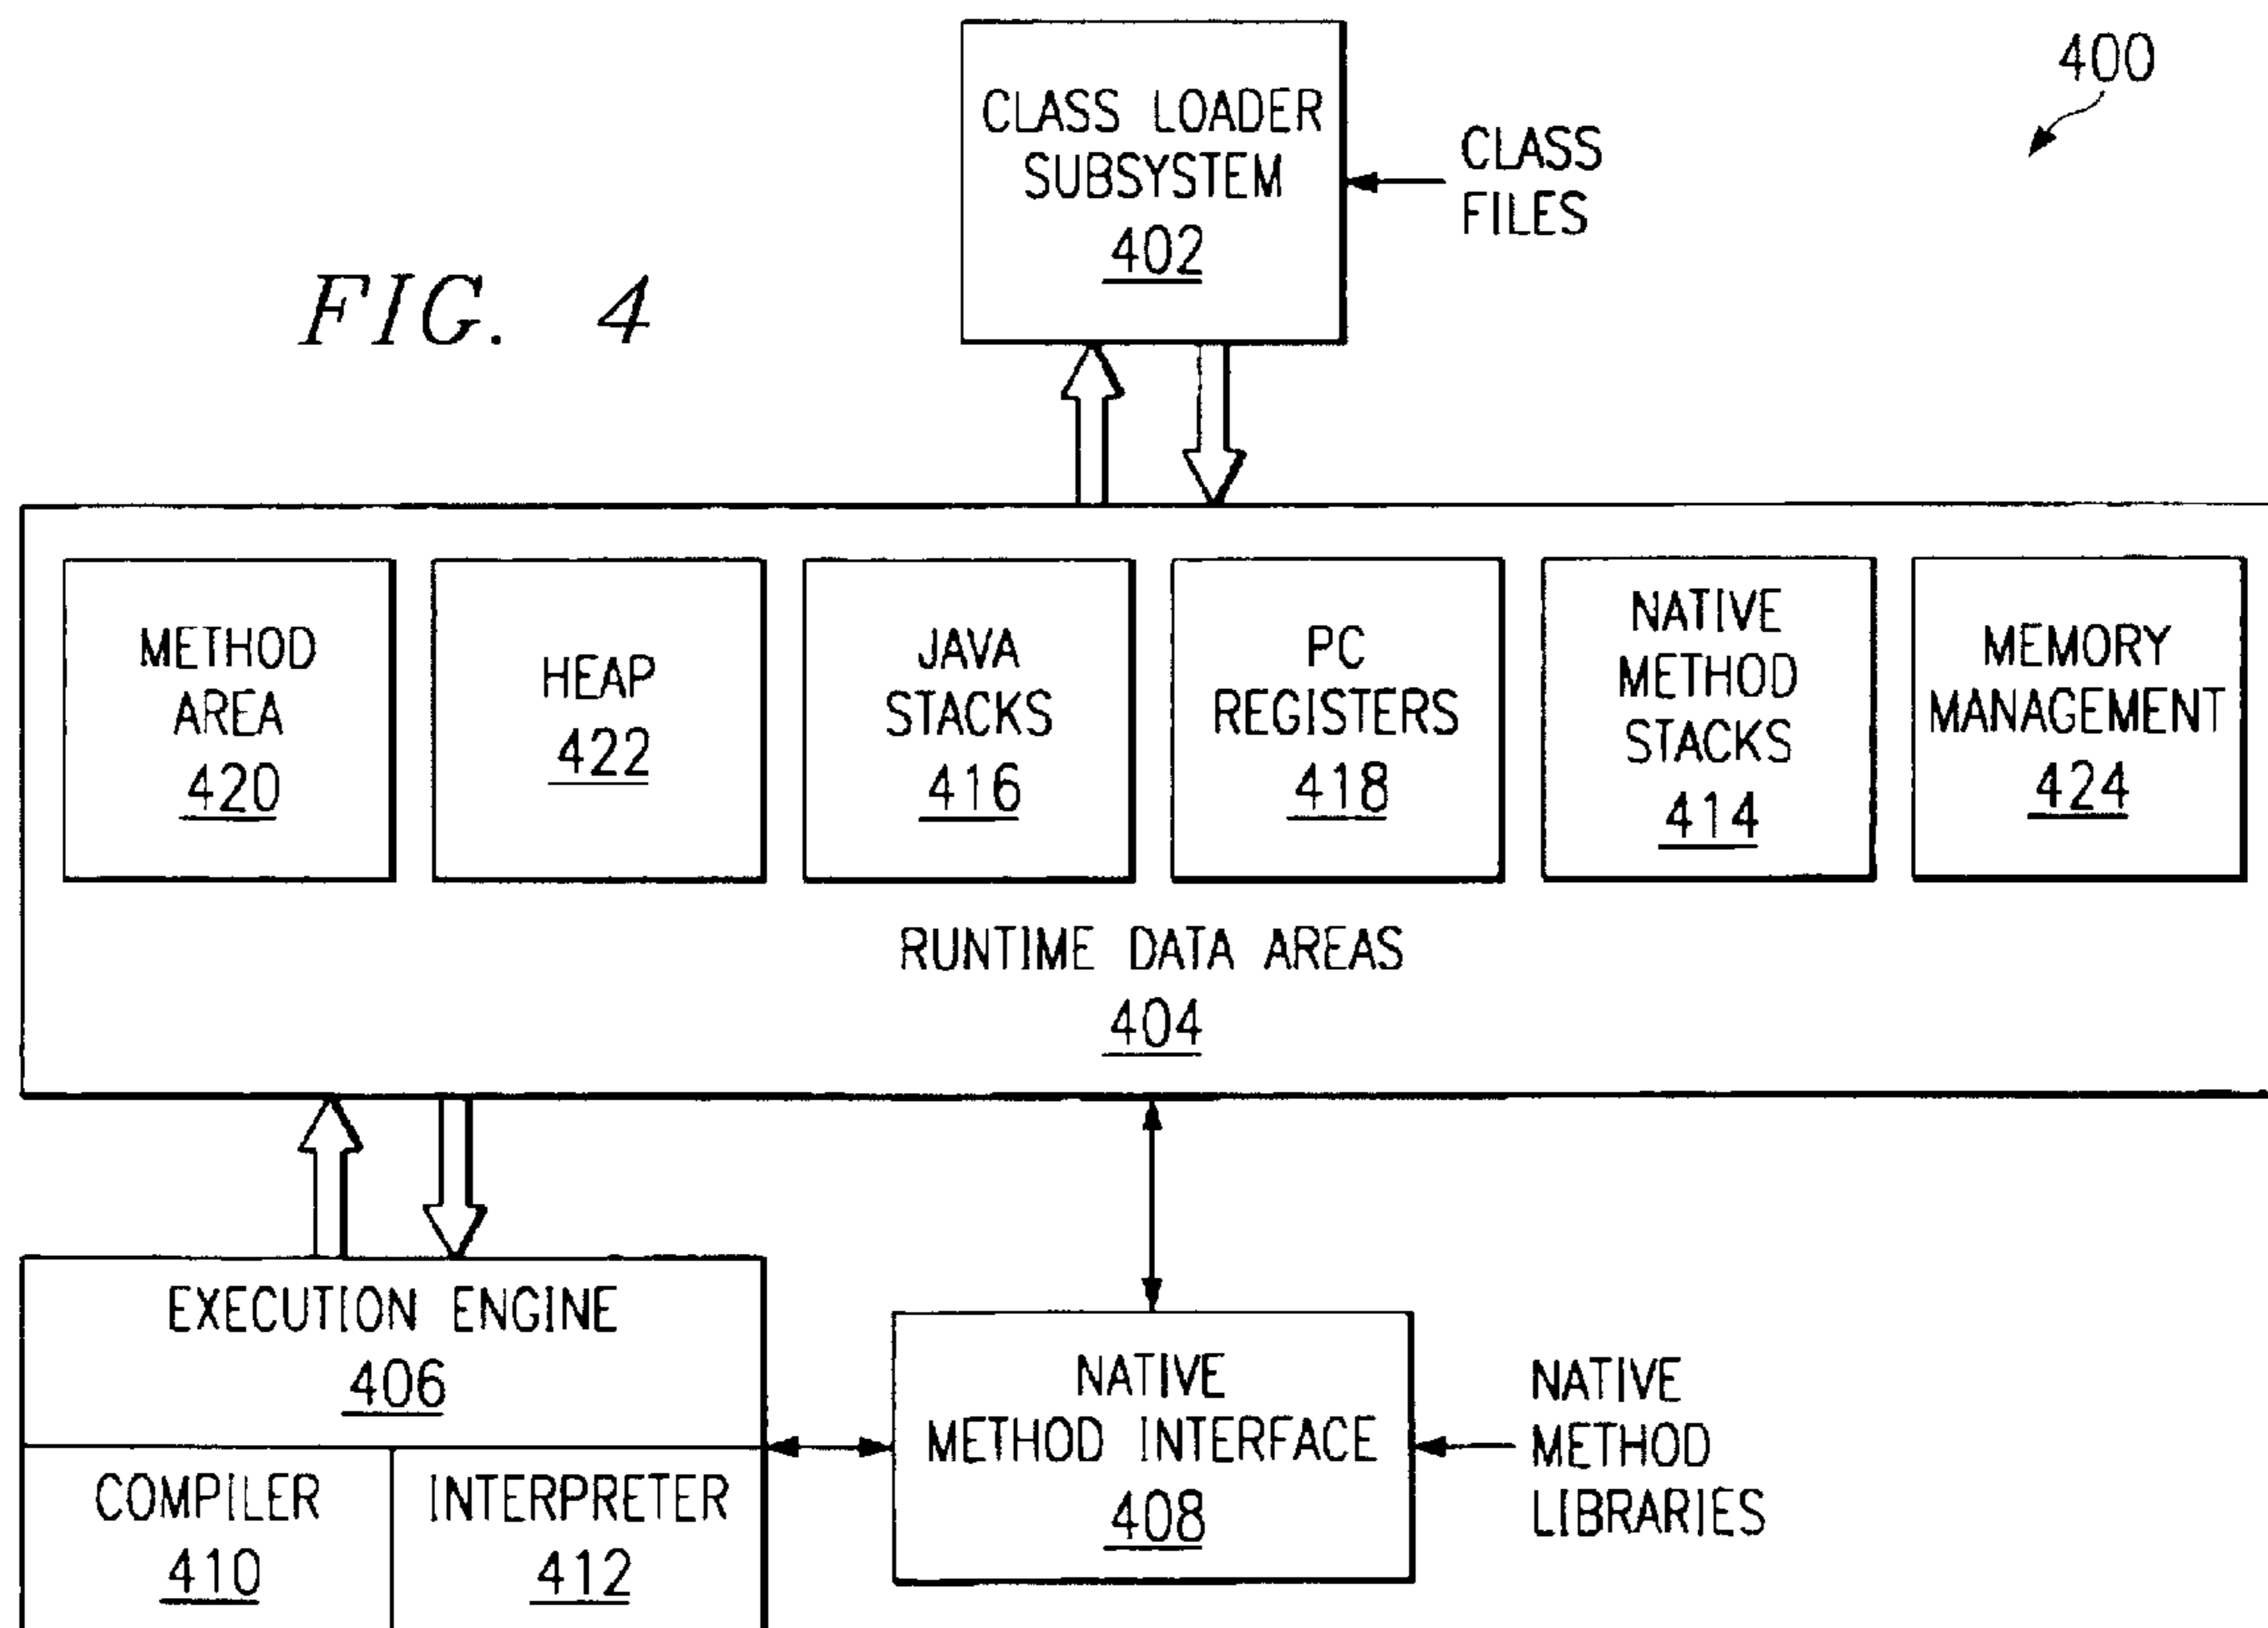 400
CLASS LOADER
SUBSYSTEM
402
CLASS
FILES
FIG. 4
METHOD
AREA
420
HEAP
422
JAVA
STACKS
416
PC
REGISTERS
418
NATIVE
METHOD
STACKS
414
MEMORY
MANAGEMENT
424
RUNTIME DATA AREAS
404
EXECUTION ENGINE
406
COMPILER
410
INTERPRETER
412
NATIVE
METHOD INTERFACE
408
NATIVE
METHOD
LIBRARIES